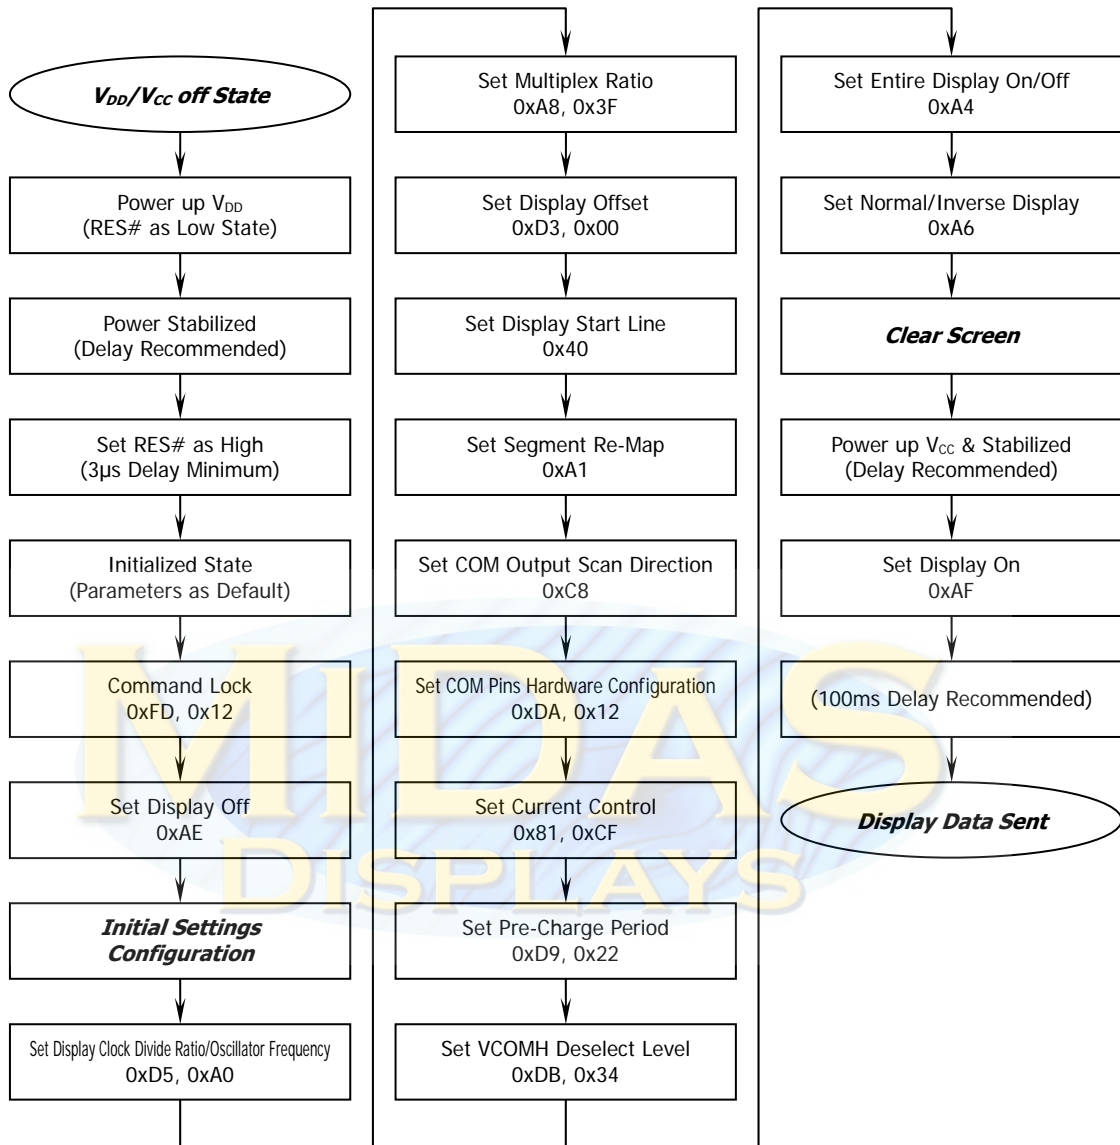 V_DD/V_CC off State
Power up V_DD
(RES# as Low State)
Power Stabilized
(Delay Recommended)
Set RES# as High
(3μs Delay Minimum)
Initialized State
(Parameters as Default)
Command Lock
0xFD, 0x12
Set Display Off
0xAE
Initial Settings
Configuration
Set Display Clock Divide Ratio/Oscillator Frequency
0xD5, 0xA0
Set Multiplex Ratio
0xA8, 0x3F
Set Display Offset
0xD3, 0x00
Set Display Start Line
0x40
Set Segment Re-Map
0xA1
Set COM Output Scan Direction
0xC8
Set COM Pins Hardware Configuration
0xDA, 0x12
Set Current Control
0x81, 0xCF
Set Pre-Charge Period
0xD9, 0x22
Set VCOMH Deselect Level
0xDB, 0x34
Set Entire Display On/Off
0xA4
Set Normal/Inverse Display
0xA6
Clear Screen
Power up V_CC & Stabilized
(Delay Recommended)
Set Display On
0xAF
(100ms Delay Recommended)
Display Data Sent
MIDAS
DISPLAYS